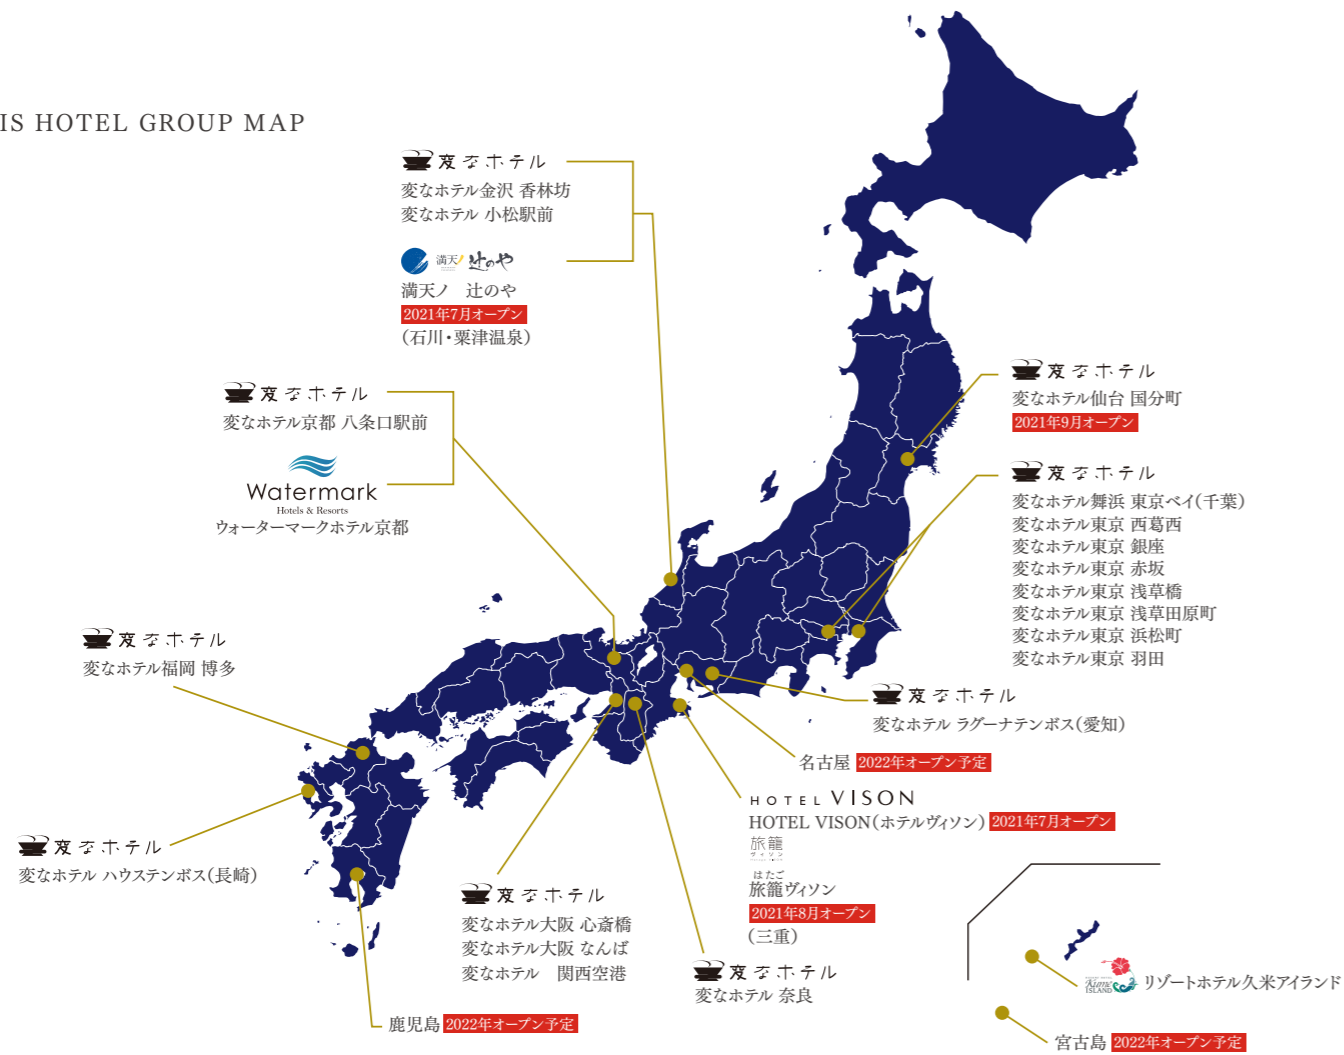 IS HOTEL GROUP MAP
変なホテル
変なホテル金沢 香林坊
変なホテル 小松駅前
満天ノ 辻のや
満天ノ 辻のや
2021年7月オープン
(石川・粟津温泉)
変なホテル
変なホテル京都 八条口駅前
Watermark
Hotels & Resorts
ウォーターマークホテル京都
変なホテル
変なホテル仙台 国分町
2021年9月オープン
変なホテル
変なホテル舞浜 東京ベイ(千葉)
変なホテル東京 西葛西
変なホテル東京 銀座
変なホテル東京 赤坂
変なホテル東京 浅草橋
変なホテル東京 浅草田原町
変なホテル東京 浜松町
変なホテル東京 羽田
変なホテル
変なホテル福岡 博多
変なホテル
変なホテル ラグーナテンボス(愛知)
名古屋 2022年オープン予定
HOTEL VISON
HOTEL VISON(ホテルヴィソン) 2021年7月オープン
旅籠
ヴィソン
はたご
旅籠ヴィソン
2021年8月オープン
(三重)
変なホテル
変なホテル ハウステンボス(長崎)
変なホテル
変なホテル大阪 心斎橋
変なホテル大阪 なんば
変なホテル 関西空港
変なホテル
変なホテル 奈良
鹿児島 2022年オープン予定
Kume
ISLAND
リゾートホテル久米アイランド
宮古島 2022年オープン予定